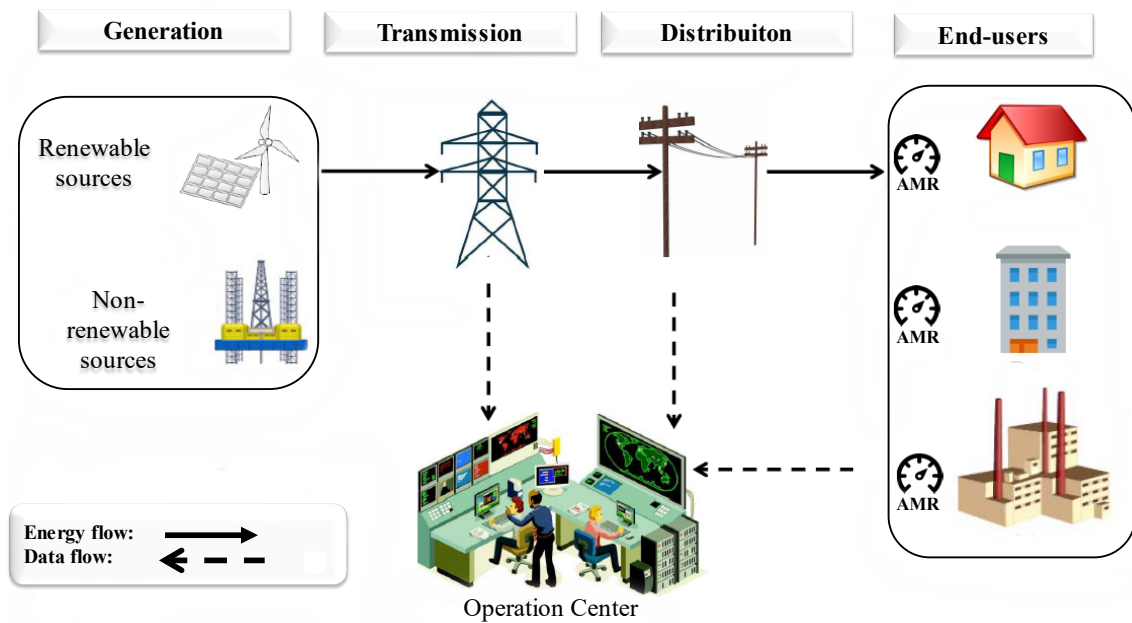 Generation
Transmission
Distribuiton
End-users
Renewable
sources
Non-
renewable
sources
AMR
AMR
AMR
Energy flow:
Data flow:
Operation Center